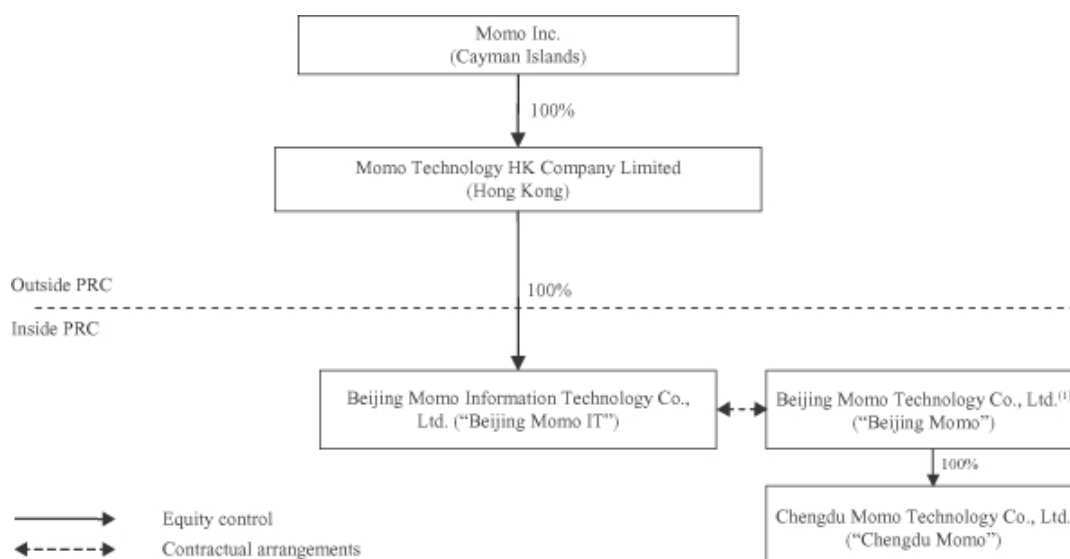 Momo Inc.
(Cayman Islands)
100%
Momo Technology HK Company Limited
(Hong Kong)
Outside PRC
100%
Inside PRC
Beijing Momo Information Technology Co.,
Ltd. (“Beijing Momo IT”)
Beijing Momo Technology Co., Ltd.(1)
(“Beijing Momo”)
100%
Chengdu Momo Technology Co., Ltd.
(“Chengdu Momo”)
Equity control
Contractual arrangements